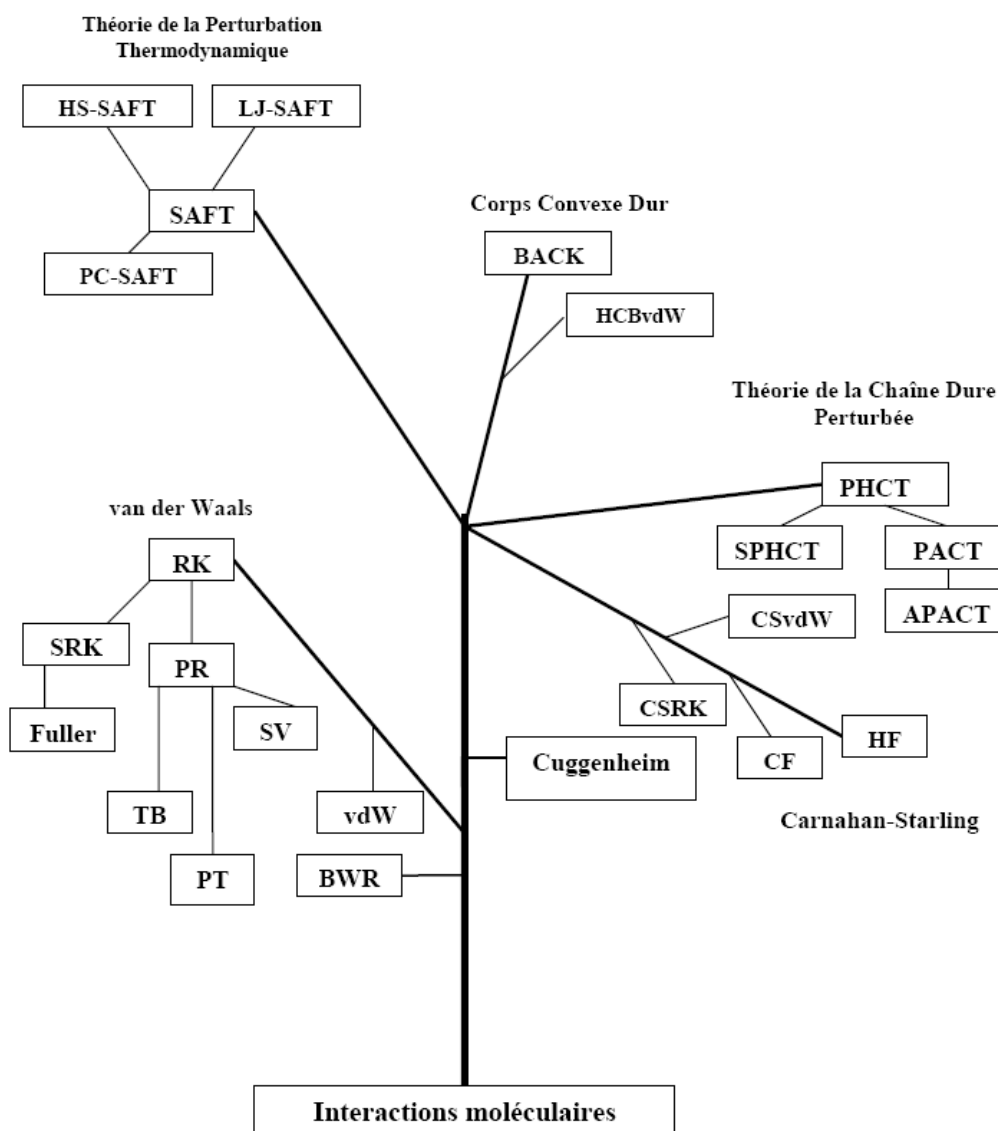 Théorie de la Perturbation
Thermodynamique
HS-SAFT
LJ-SAFT
SAFT
PC-SAFT
Corps Convexe Dur
BACK
HCBvdW
Théorie de la Chaîne Dure
Perturbée
PHCT
SPHCT
PACT
APACT
van der Waals
RK
SRK
PR
Fuller
SV
TB
vdW
PT
BWR
CSvdW
CSRK
HF
CF
Cuggenheim
Carnahan-Starling
Interactions moléculaires